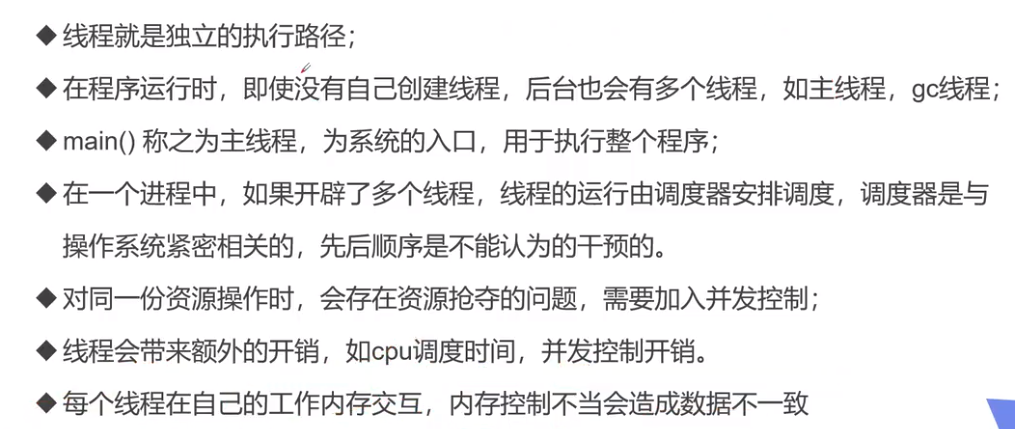 ◆ 线程就是独立的执行路径；
◆ 在程序运行时，即使没有自己创建线程，后台也会有多个线程，如主线程，gc线程；
◆ main() 称之为主线程，为系统的入口，用于执行整个程序；
◆ 在一个进程中，如果开辟了多个线程，线程的运行由调度器安排调度，调度器是与
操作系统紧密相关的，先后顺序是不能认为的干预的。
◆ 对同一份资源操作时，会存在资源抢夺的问题，需要加入并发控制；
◆ 线程会带来额外的开销，如cpu调度时间，并发控制开销。
◆ 每个线程在自己的工作内存交互，内存控制不当会造成数据不一致